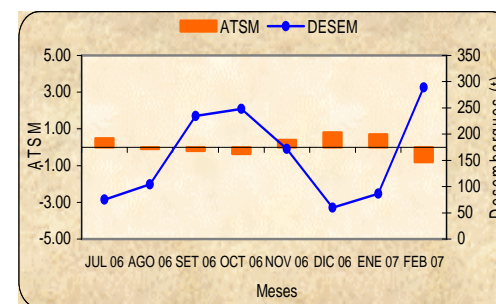 ATSM DESEM
5.00
3.00
1.00
-1.00
-3.00
-5.00
ATSM
350
300
250
200
150
100
50
0
Desembarque (t)
JUL 06 AGO 06 SET 06 OCT 06 NOV 06 DIC 06 ENE 07 FEB 07
Meses